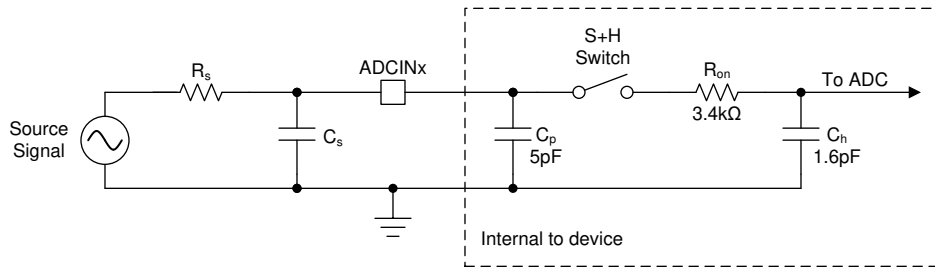 S+H
Switch
ADCINx
Rs
Ron
3.4kΩ
To ADC
Source
Signal
Cs
Cp
5pF
Ch
1.6pF
Internal to device